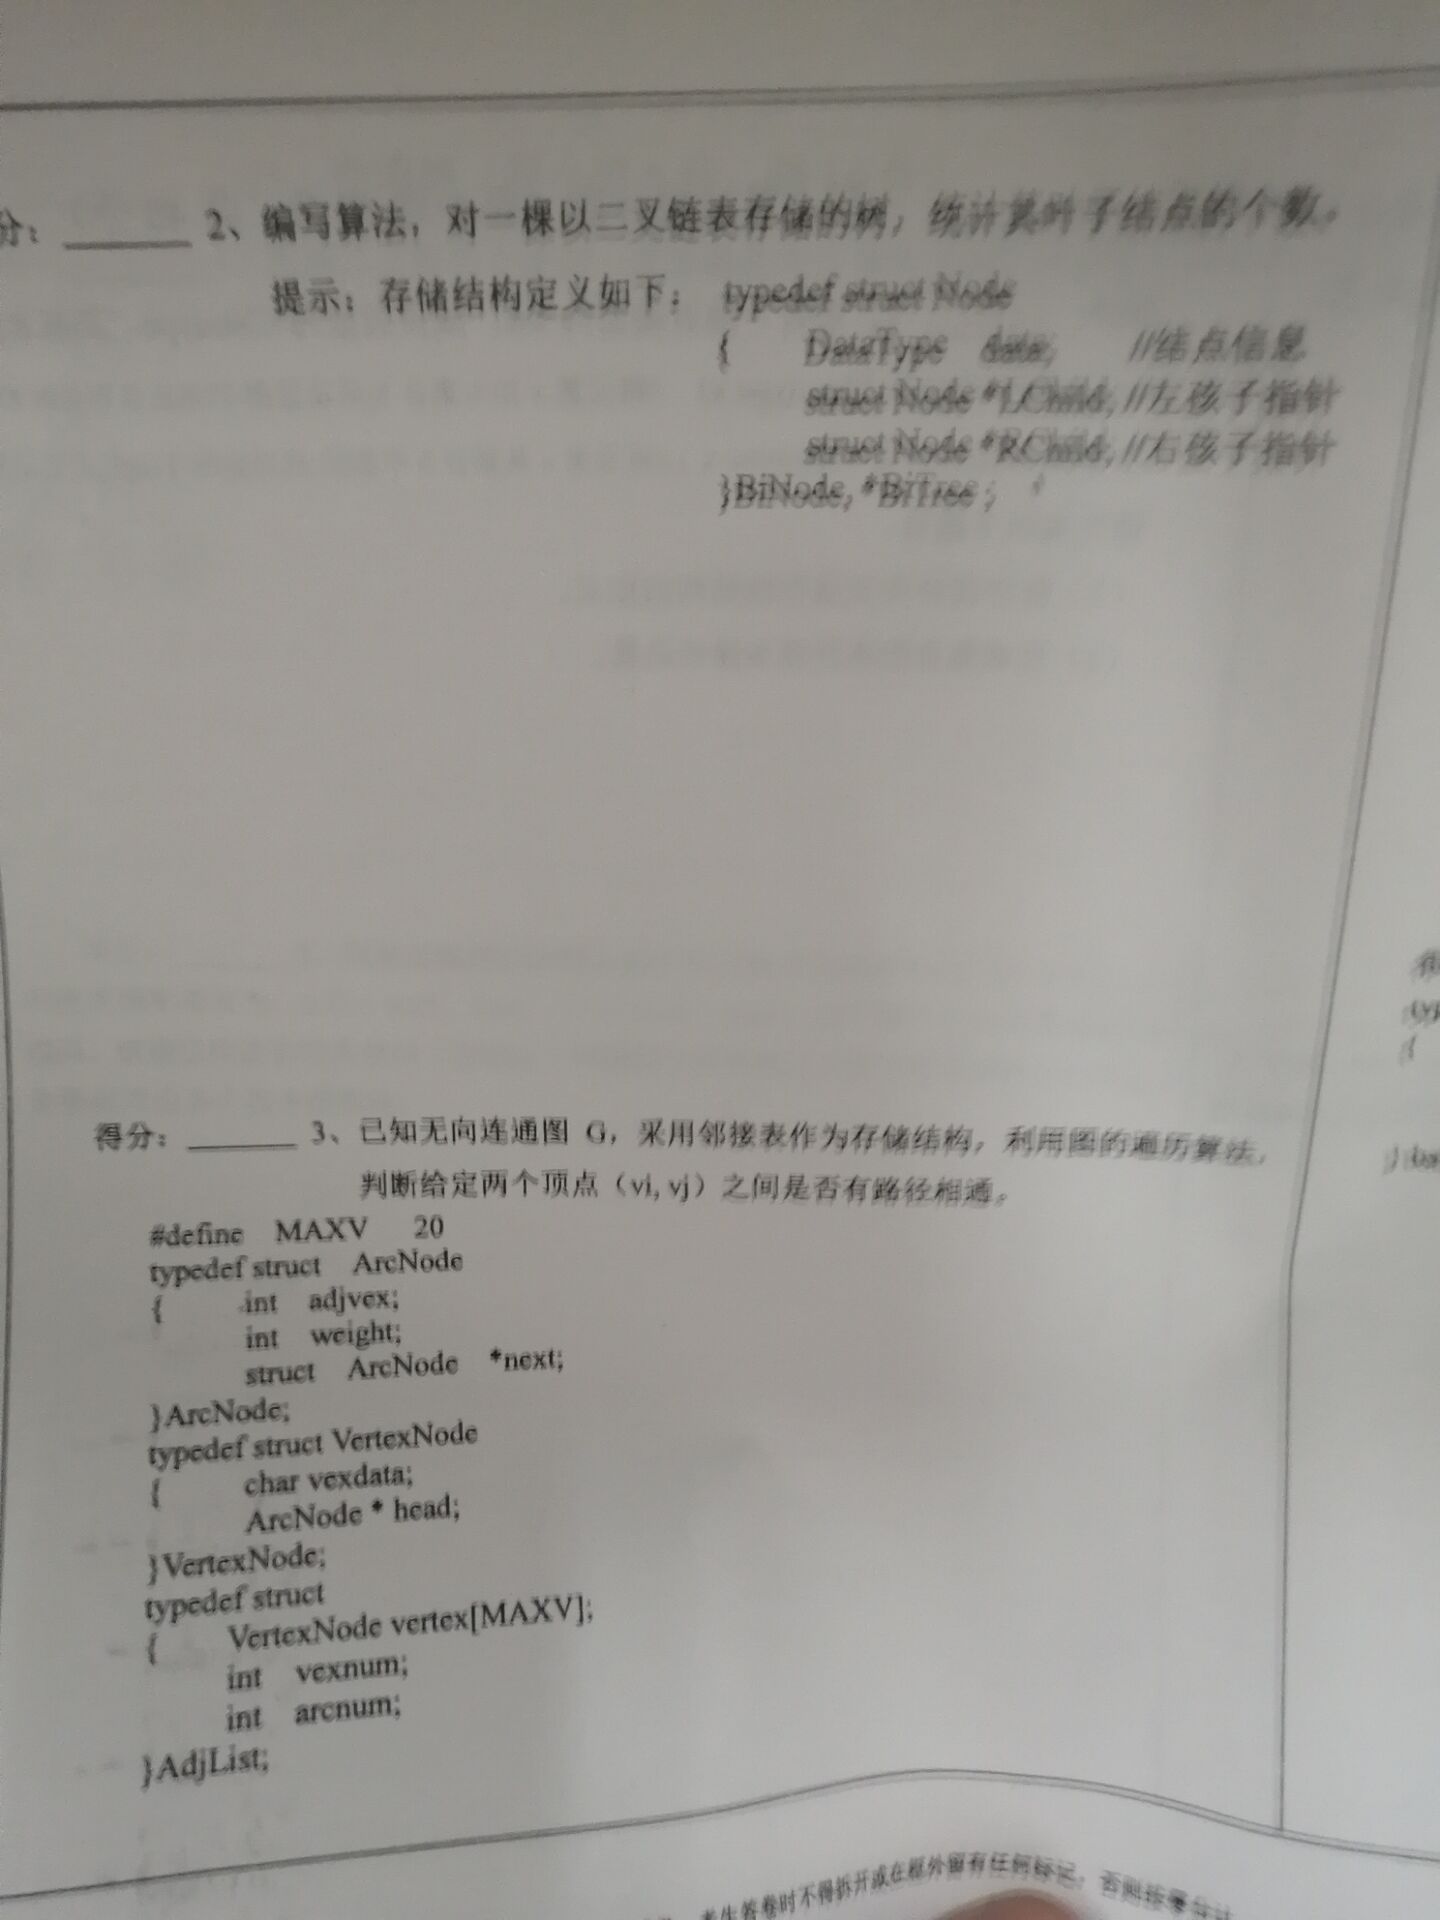 分：______ 2、编写算法，对一棵以二叉链表存储的树，统计其叶子结点的个数。
提示：存储结构定义如下： typedef struct Node
{ DataType data; //结点信息
struct Node *LChild; //左孩子指针
struct Node *RChild; //右孩子指针
}BiNode, *BiTree;
得分：______ 3、已知无向连通图 G，采用邻接表作为存储结构，利用图的遍历算法，
判断给定两个顶点（vi, vj）之间是否有路径相通。
#define MAXV 20
typedef struct ArcNode
{ int adjvex;
int weight;
struct ArcNode *next;
}ArcNode;
typedef struct VertexNode
{ char vexdata;
ArcNode * head;
}VertexNode;
typedef struct
{ VertexNode vertex[MAXV];
int vexnum;
int arcnum;
}AdjList;
考生答卷时不得拆开或在框外留有任何标记，否则按零分计